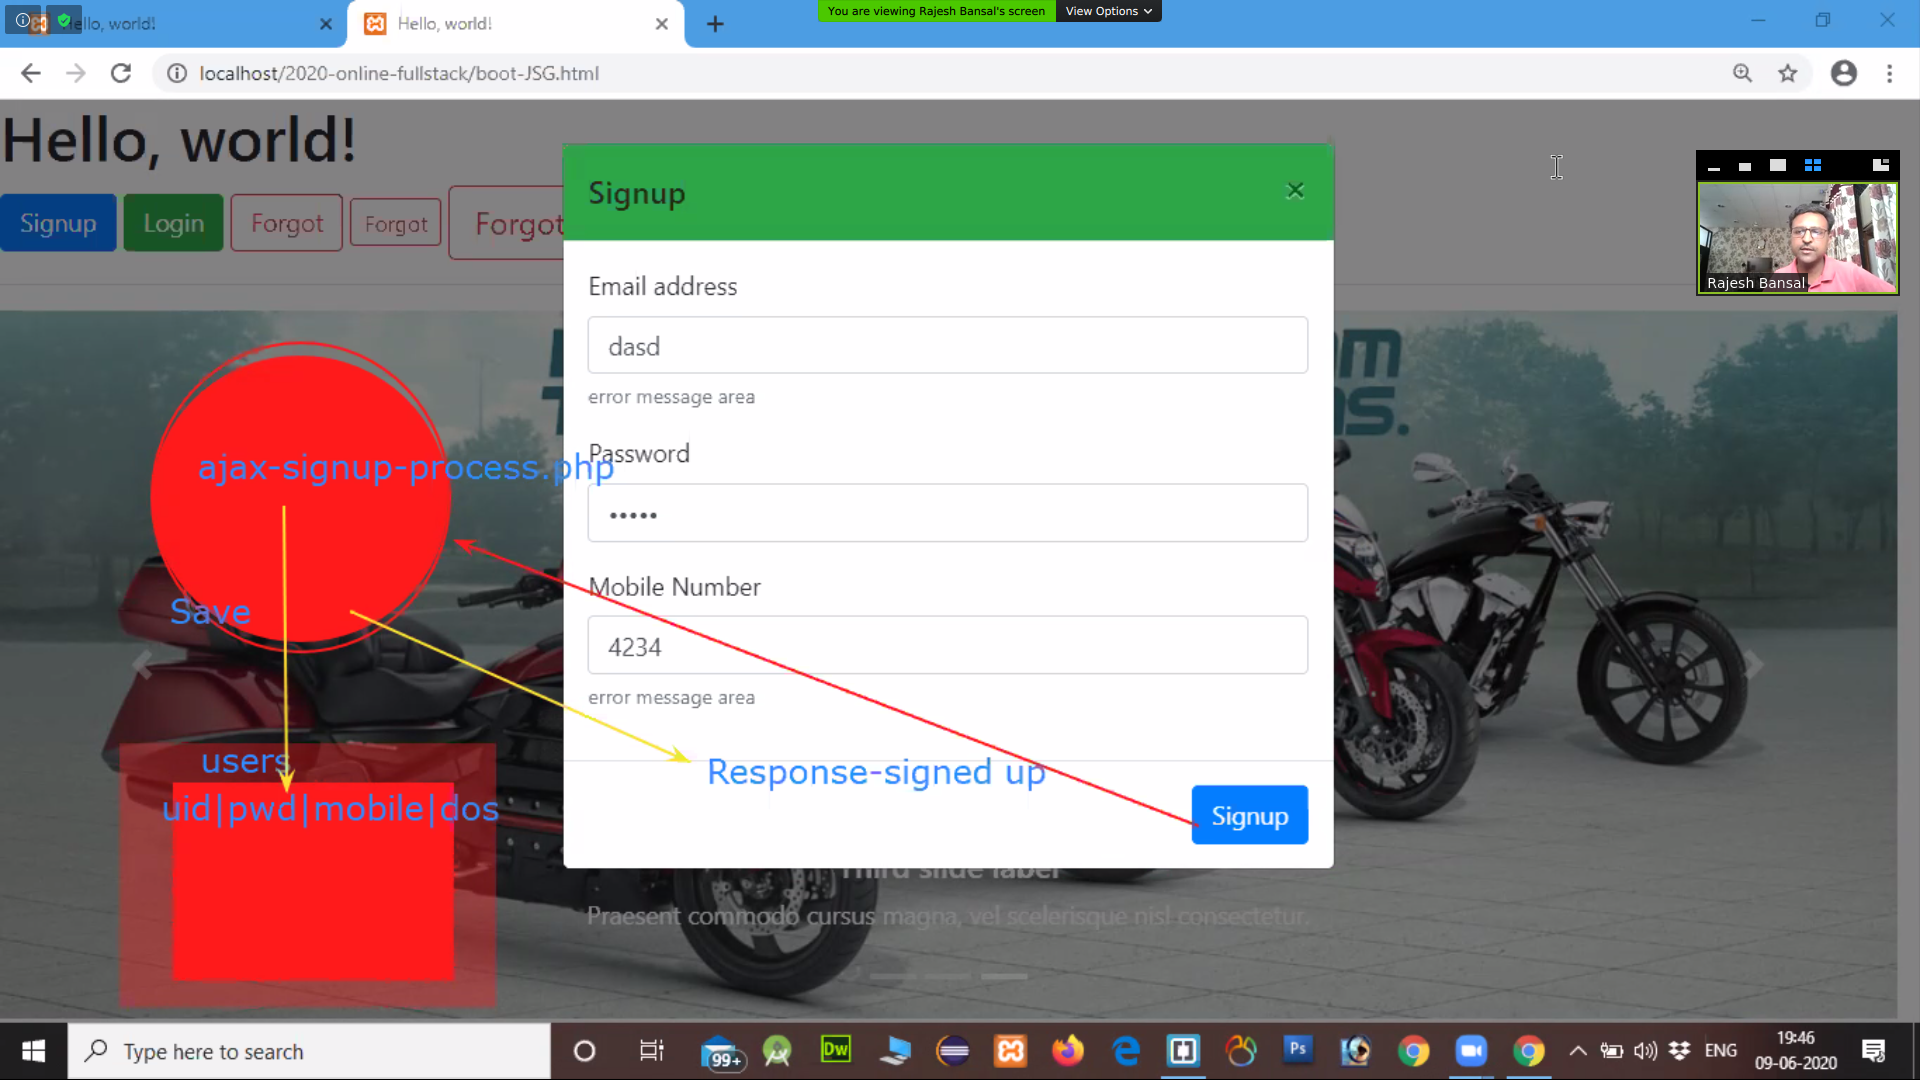 Hello, world!
Hello, world!
You are viewing Rajesh Bansal's screen
View Options
localhost/2020-online-fullstack/boot-JSG.html
Hello, world!
Signup
Login
Forgot
Forgot
Forgot
Signup
×
Rajesh Bansal
Email address
dasd
error message area
Password
ajax-signup-process.php
•••••
Mobile Number
Save
4234
error message area
users
Response-signed up
uid|pwd|mobile|dos
Signup
Third slide label
Praesent commodo cursus magna, vel scelerisque nisl consectetur.
Type here to search
99+
Dw
Ps
ENG
19:46
09-06-2020